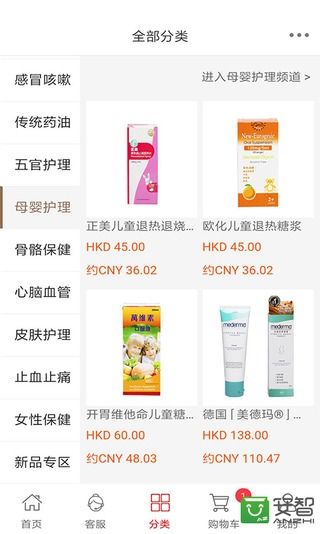 全部分类
感冒咳嗽
传统药油
五官护理
母婴护理
骨骼保健
心脑血管
皮肤护理
止血止痛
女性保健
新品专区
进入母婴护理频道 >
正美儿童退热退烧...
HKD 45.00
约CNY 36.02
欧化儿童退热糖浆
HKD 45.00
约CNY 36.02
萬維素
開胃維他命儿童糖...
HKD 60.00
约CNY 48.03
mederma
mederma
德国「美德玛®」...
HKD 138.00
约CNY 110.47
首页
客服
分类
购物车
1
我的
安智
ANZHI